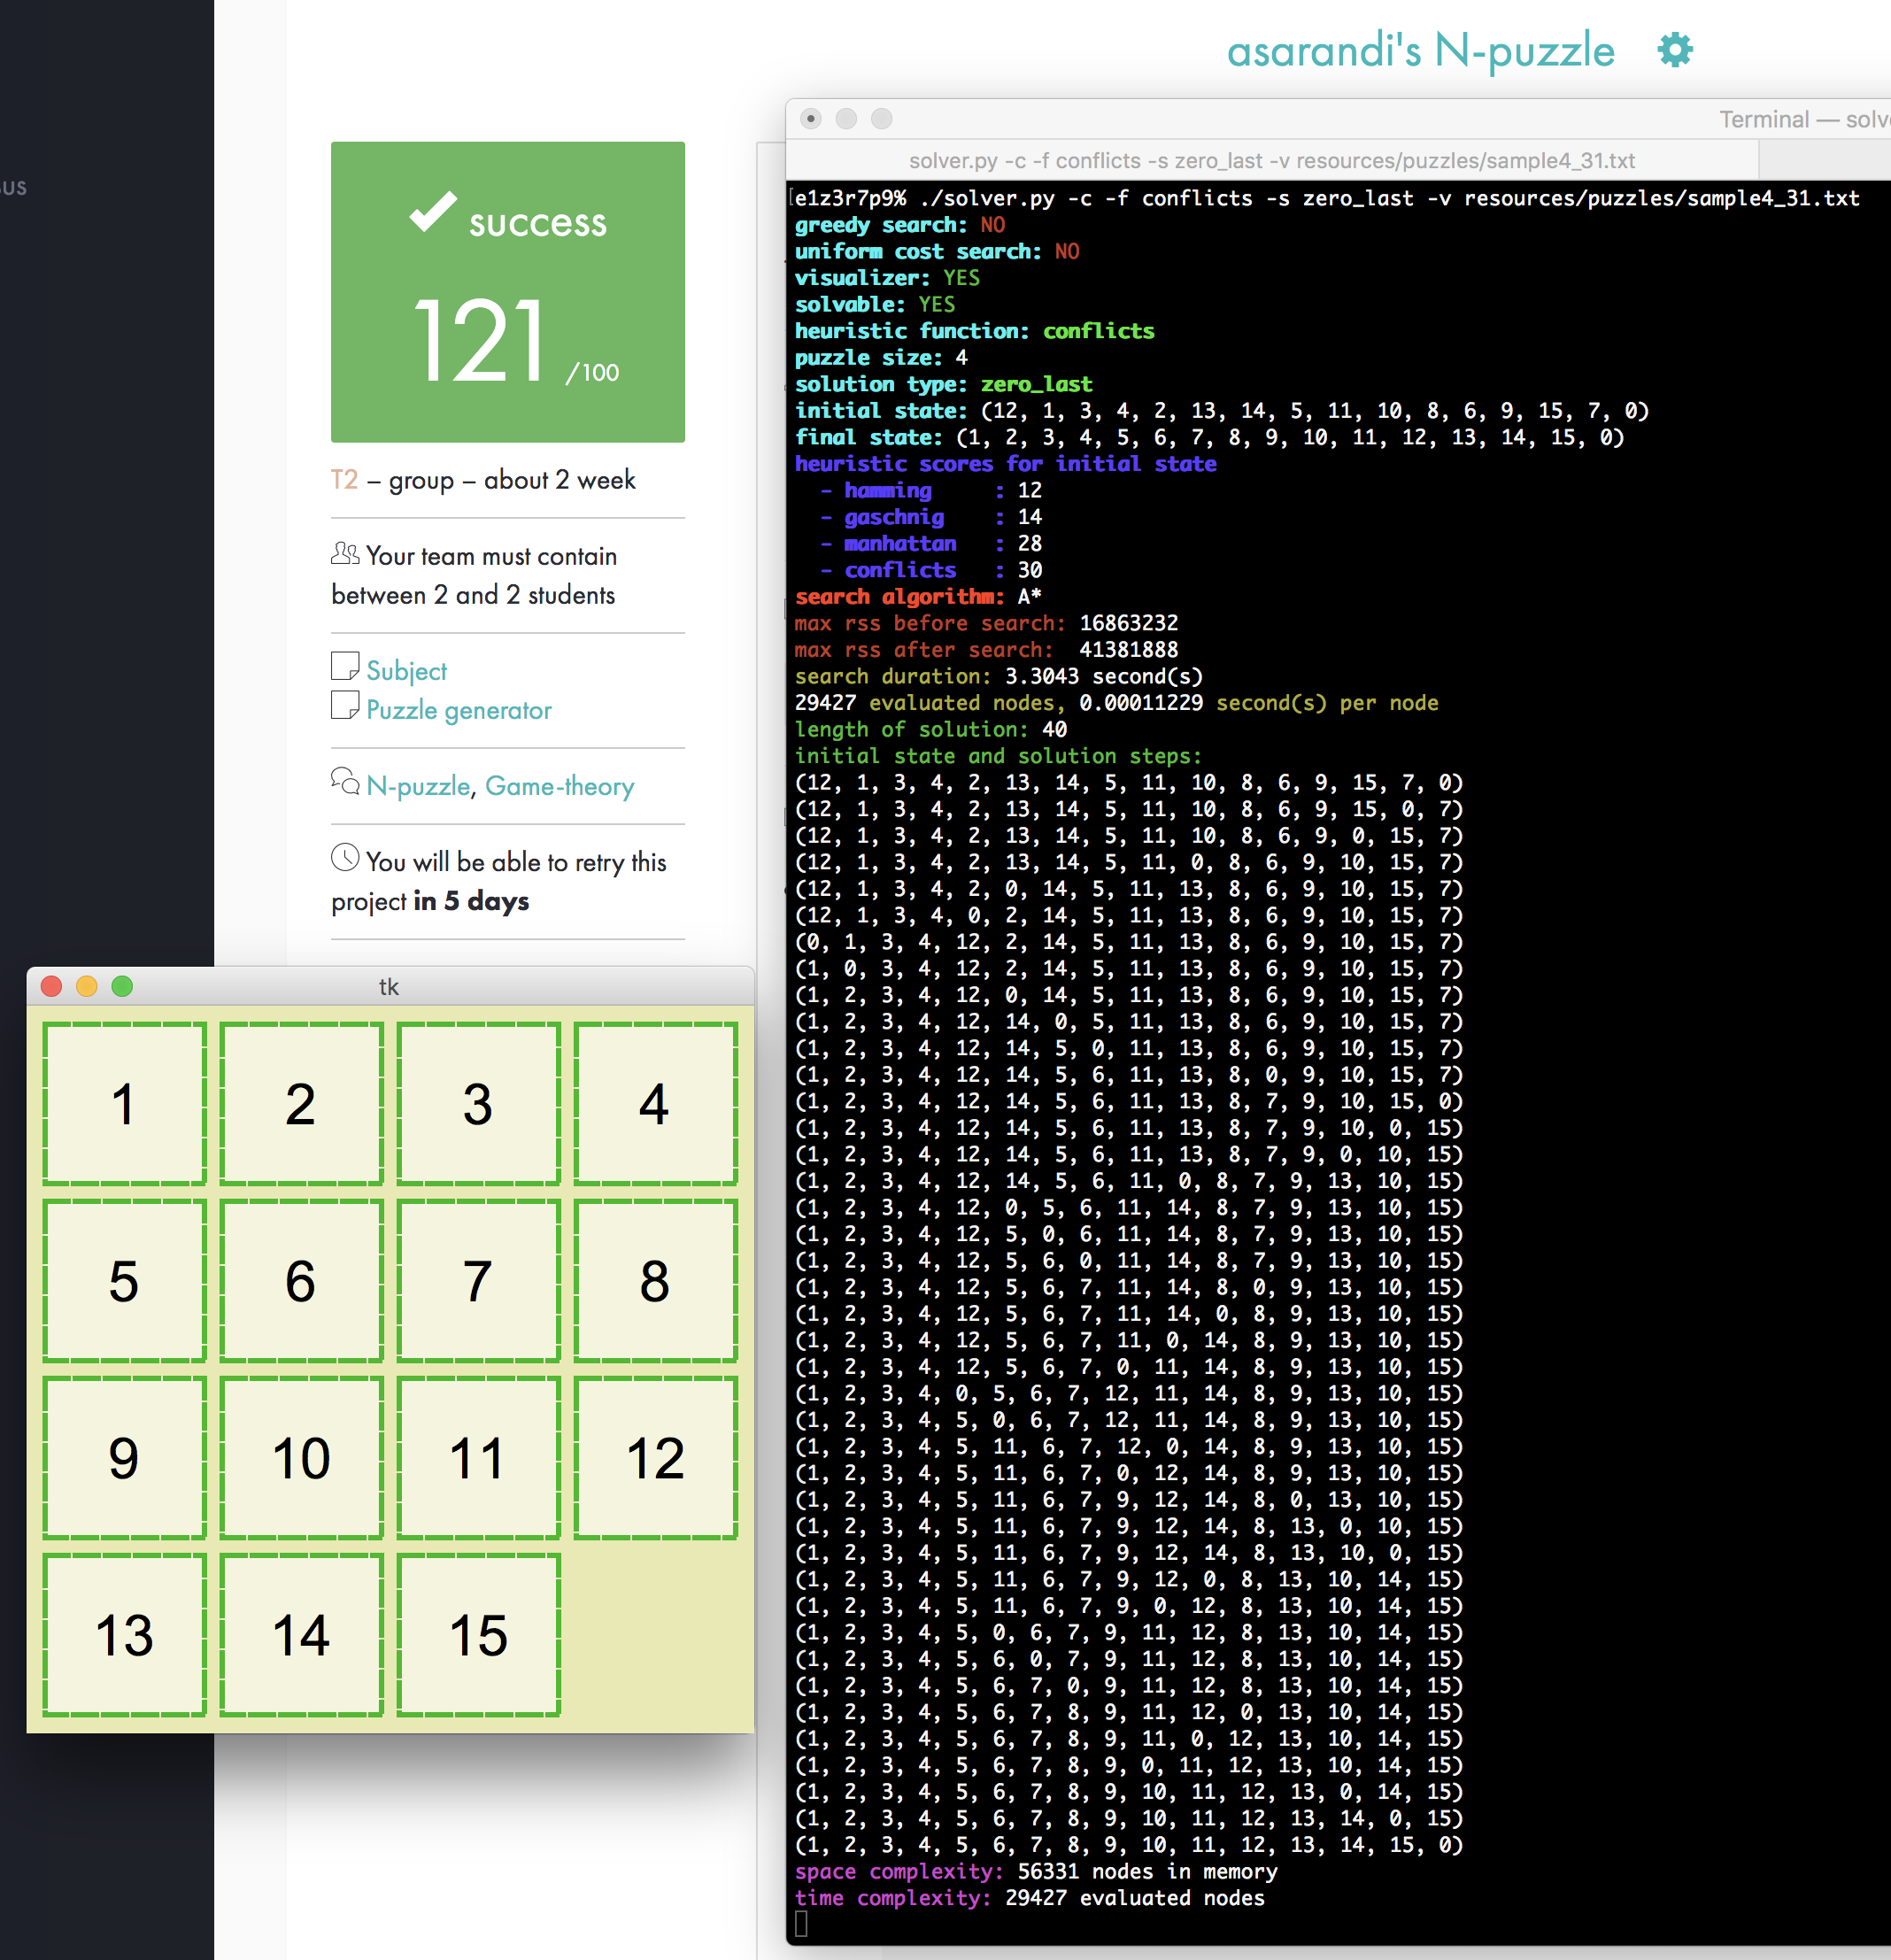 asarandi's N-puzzle
sus
success
121 /100
T2 – group – about 2 week
Your team must contain
between 2 and 2 students
Subject
Puzzle generator
N-puzzle, Game-theory
You will be able to retry this
project in 5 days
tk
1 2 3 4
5 6 7 8
9 10 11 12
13 14 15
Terminal — solv
solver.py -c -f conflicts -s zero_last -v resources/puzzles/sample4_31.txt
[e1z3r7p9% ./solver.py -c -f conflicts -s zero_last -v resources/puzzles/sample4_31.txt
greedy search: NO
uniform cost search: NO
visualizer: YES
solvable: YES
heuristic function: conflicts
puzzle size: 4
solution type: zero_last
initial state: (12, 1, 3, 4, 2, 13, 14, 5, 11, 10, 8, 6, 9, 15, 7, 0)
final state: (1, 2, 3, 4, 5, 6, 7, 8, 9, 10, 11, 12, 13, 14, 15, 0)
heuristic scores for initial state
- hamming : 12
- gaschnig : 14
- manhattan : 28
- conflicts : 30
search algorithm: A*
max rss before search: 16863232
max rss after search: 41381888
search duration: 3.3043 second(s)
29427 evaluated nodes, 0.00011229 second(s) per node
length of solution: 40
initial state and solution steps:
(12, 1, 3, 4, 2, 13, 14, 5, 11, 10, 8, 6, 9, 15, 7, 0)
(12, 1, 3, 4, 2, 13, 14, 5, 11, 10, 8, 6, 9, 15, 0, 7)
(12, 1, 3, 4, 2, 13, 14, 5, 11, 10, 8, 6, 9, 0, 15, 7)
(12, 1, 3, 4, 2, 13, 14, 5, 11, 0, 8, 6, 9, 10, 15, 7)
(12, 1, 3, 4, 2, 0, 14, 5, 11, 13, 8, 6, 9, 10, 15, 7)
(12, 1, 3, 4, 0, 2, 14, 5, 11, 13, 8, 6, 9, 10, 15, 7)
(0, 1, 3, 4, 12, 2, 14, 5, 11, 13, 8, 6, 9, 10, 15, 7)
(1, 0, 3, 4, 12, 2, 14, 5, 11, 13, 8, 6, 9, 10, 15, 7)
(1, 2, 3, 4, 12, 0, 14, 5, 11, 13, 8, 6, 9, 10, 15, 7)
(1, 2, 3, 4, 12, 14, 0, 5, 11, 13, 8, 6, 9, 10, 15, 7)
(1, 2, 3, 4, 12, 14, 5, 0, 11, 13, 8, 6, 9, 10, 15, 7)
(1, 2, 3, 4, 12, 14, 5, 6, 11, 13, 8, 0, 9, 10, 15, 7)
(1, 2, 3, 4, 12, 14, 5, 6, 11, 13, 8, 7, 9, 10, 15, 0)
(1, 2, 3, 4, 12, 14, 5, 6, 11, 13, 8, 7, 9, 10, 0, 15)
(1, 2, 3, 4, 12, 14, 5, 6, 11, 13, 8, 7, 9, 0, 10, 15)
(1, 2, 3, 4, 12, 14, 5, 6, 11, 0, 8, 7, 9, 13, 10, 15)
(1, 2, 3, 4, 12, 0, 5, 6, 11, 14, 8, 7, 9, 13, 10, 15)
(1, 2, 3, 4, 12, 5, 0, 6, 11, 14, 8, 7, 9, 13, 10, 15)
(1, 2, 3, 4, 12, 5, 6, 0, 11, 14, 8, 7, 9, 13, 10, 15)
(1, 2, 3, 4, 12, 5, 6, 7, 11, 14, 8, 0, 9, 13, 10, 15)
(1, 2, 3, 4, 12, 5, 6, 7, 11, 14, 0, 8, 9, 13, 10, 15)
(1, 2, 3, 4, 12, 5, 6, 7, 11, 0, 14, 8, 9, 13, 10, 15)
(1, 2, 3, 4, 12, 5, 6, 7, 0, 11, 14, 8, 9, 13, 10, 15)
(1, 2, 3, 4, 0, 5, 6, 7, 12, 11, 14, 8, 9, 13, 10, 15)
(1, 2, 3, 4, 5, 0, 6, 7, 12, 11, 14, 8, 9, 13, 10, 15)
(1, 2, 3, 4, 5, 11, 6, 7, 12, 0, 14, 8, 9, 13, 10, 15)
(1, 2, 3, 4, 5, 11, 6, 7, 0, 12, 14, 8, 9, 13, 10, 15)
(1, 2, 3, 4, 5, 11, 6, 7, 9, 12, 14, 8, 0, 13, 10, 15)
(1, 2, 3, 4, 5, 11, 6, 7, 9, 12, 14, 8, 13, 0, 10, 15)
(1, 2, 3, 4, 5, 11, 6, 7, 9, 12, 14, 8, 13, 10, 0, 15)
(1, 2, 3, 4, 5, 11, 6, 7, 9, 12, 0, 8, 13, 10, 14, 15)
(1, 2, 3, 4, 5, 11, 6, 7, 9, 0, 12, 8, 13, 10, 14, 15)
(1, 2, 3, 4, 5, 0, 6, 7, 9, 11, 12, 8, 13, 10, 14, 15)
(1, 2, 3, 4, 5, 6, 0, 7, 9, 11, 12, 8, 13, 10, 14, 15)
(1, 2, 3, 4, 5, 6, 7, 0, 9, 11, 12, 8, 13, 10, 14, 15)
(1, 2, 3, 4, 5, 6, 7, 8, 9, 11, 12, 0, 13, 10, 14, 15)
(1, 2, 3, 4, 5, 6, 7, 8, 9, 11, 0, 12, 13, 10, 14, 15)
(1, 2, 3, 4, 5, 6, 7, 8, 9, 0, 11, 12, 13, 10, 14, 15)
(1, 2, 3, 4, 5, 6, 7, 8, 9, 10, 11, 12, 13, 0, 14, 15)
(1, 2, 3, 4, 5, 6, 7, 8, 9, 10, 11, 12, 13, 14, 0, 15)
(1, 2, 3, 4, 5, 6, 7, 8, 9, 10, 11, 12, 13, 14, 15, 0)
space complexity: 56331 nodes in memory
time complexity: 29427 evaluated nodes